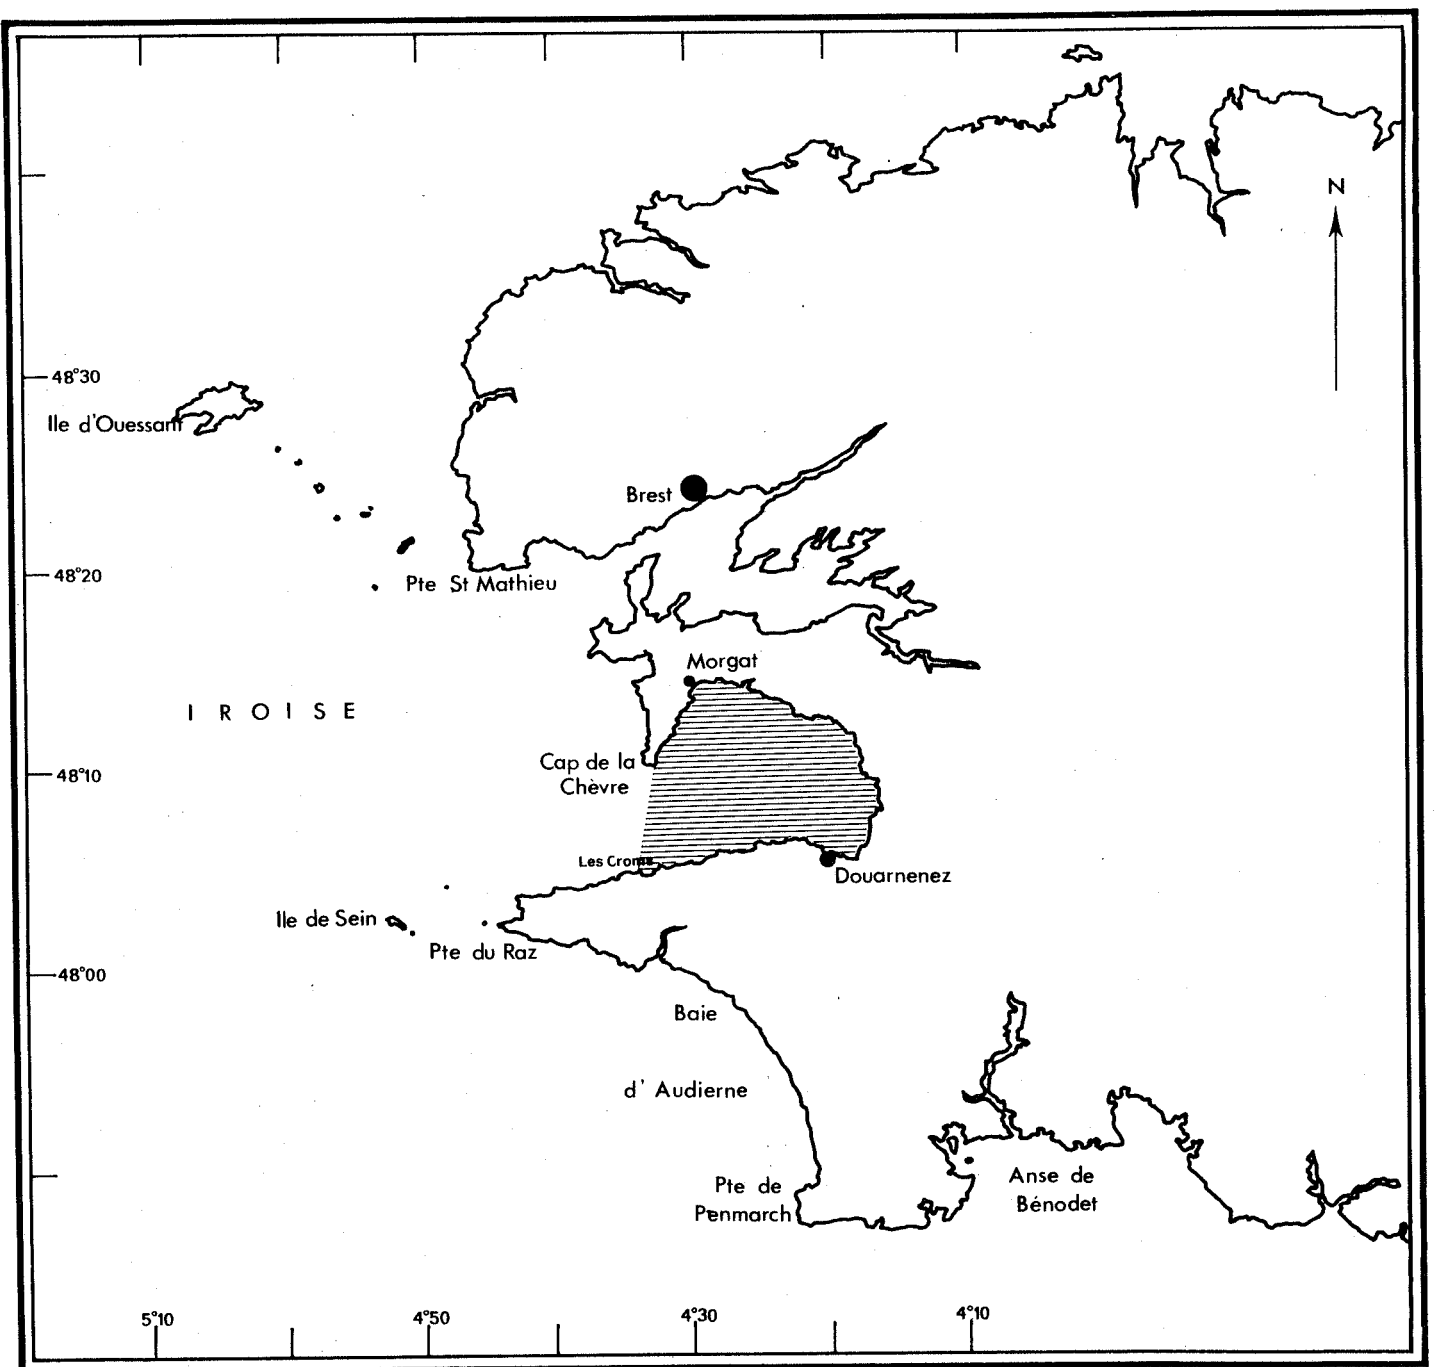 N
48°30
Ile d'Ouessant
Brest
48°20
Pte St Mathieu
Morgat
I R O I S E
Cap de la
Chèvre
48°10
Les Croms
Douarnenez
Ile de Sein
Pte du Raz
48°00
Baie
d' Audierne
Anse de
Bénodet
Pte de
Penmarch
5°10
4°50
4°30
4°10